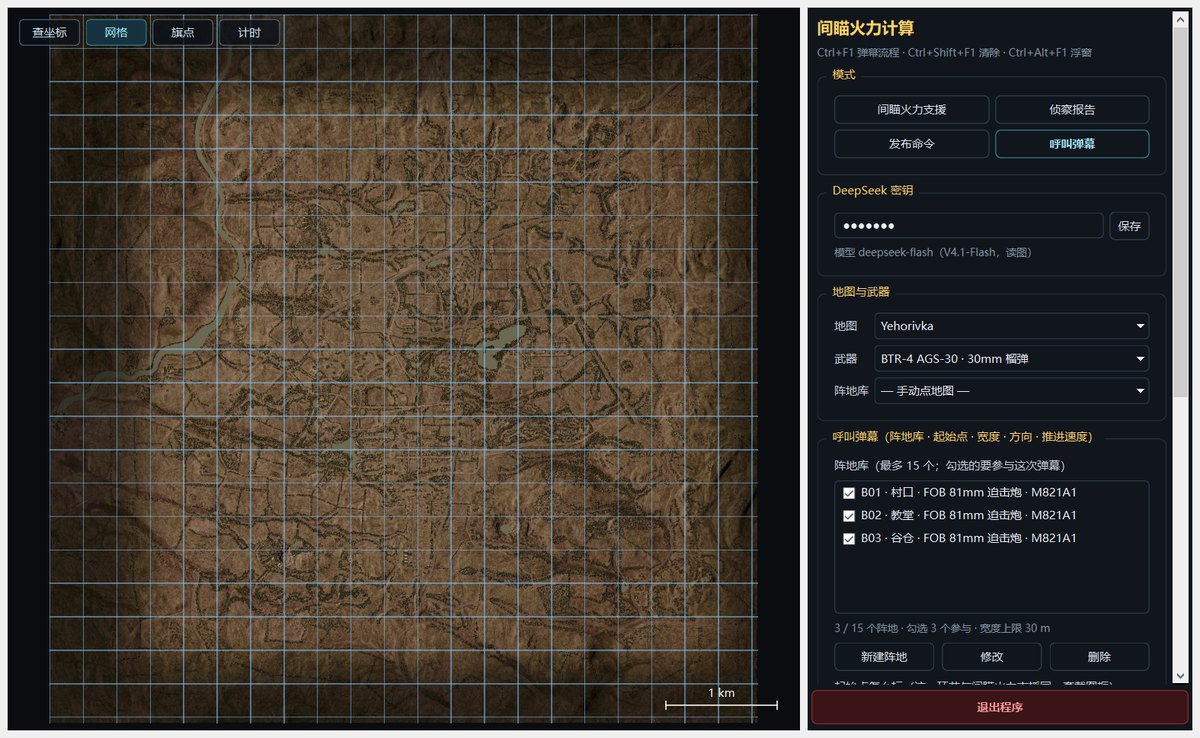 查坐标 网格 旗点 计时
1 km
间瞄火力计算
Ctrl+F1 弹幕流程 · Ctrl+Shift+F1 清除 · Ctrl+Alt+F1 浮窗
模式
间瞄火力支援 侦察报告
发布命令 呼叫弹幕
DeepSeek 密钥
●●●●●●● 保存
模型 deepseek-flash（V4.1-Flash，读图）
地图与武器
地图 Yehorivka
武器 BTR-4 AGS-30 · 30mm 榴弹
阵地库 — 手动点地图 —
呼叫弹幕（阵地库 · 起始点 · 宽度 · 方向 · 推进速度）
阵地库（最多 15 个；勾选的要参与这次弹幕）
B01 · 村口 · FOB 81mm 迫击炮 · M821A1
B02 · 教堂 · FOB 81mm 迫击炮 · M821A1
B03 · 谷仓 · FOB 81mm 迫击炮 · M821A1
3 / 15 个阵地 · 勾选 3 个参与 · 宽度上限 30 m
新建阵地 修改 删除
退出程序